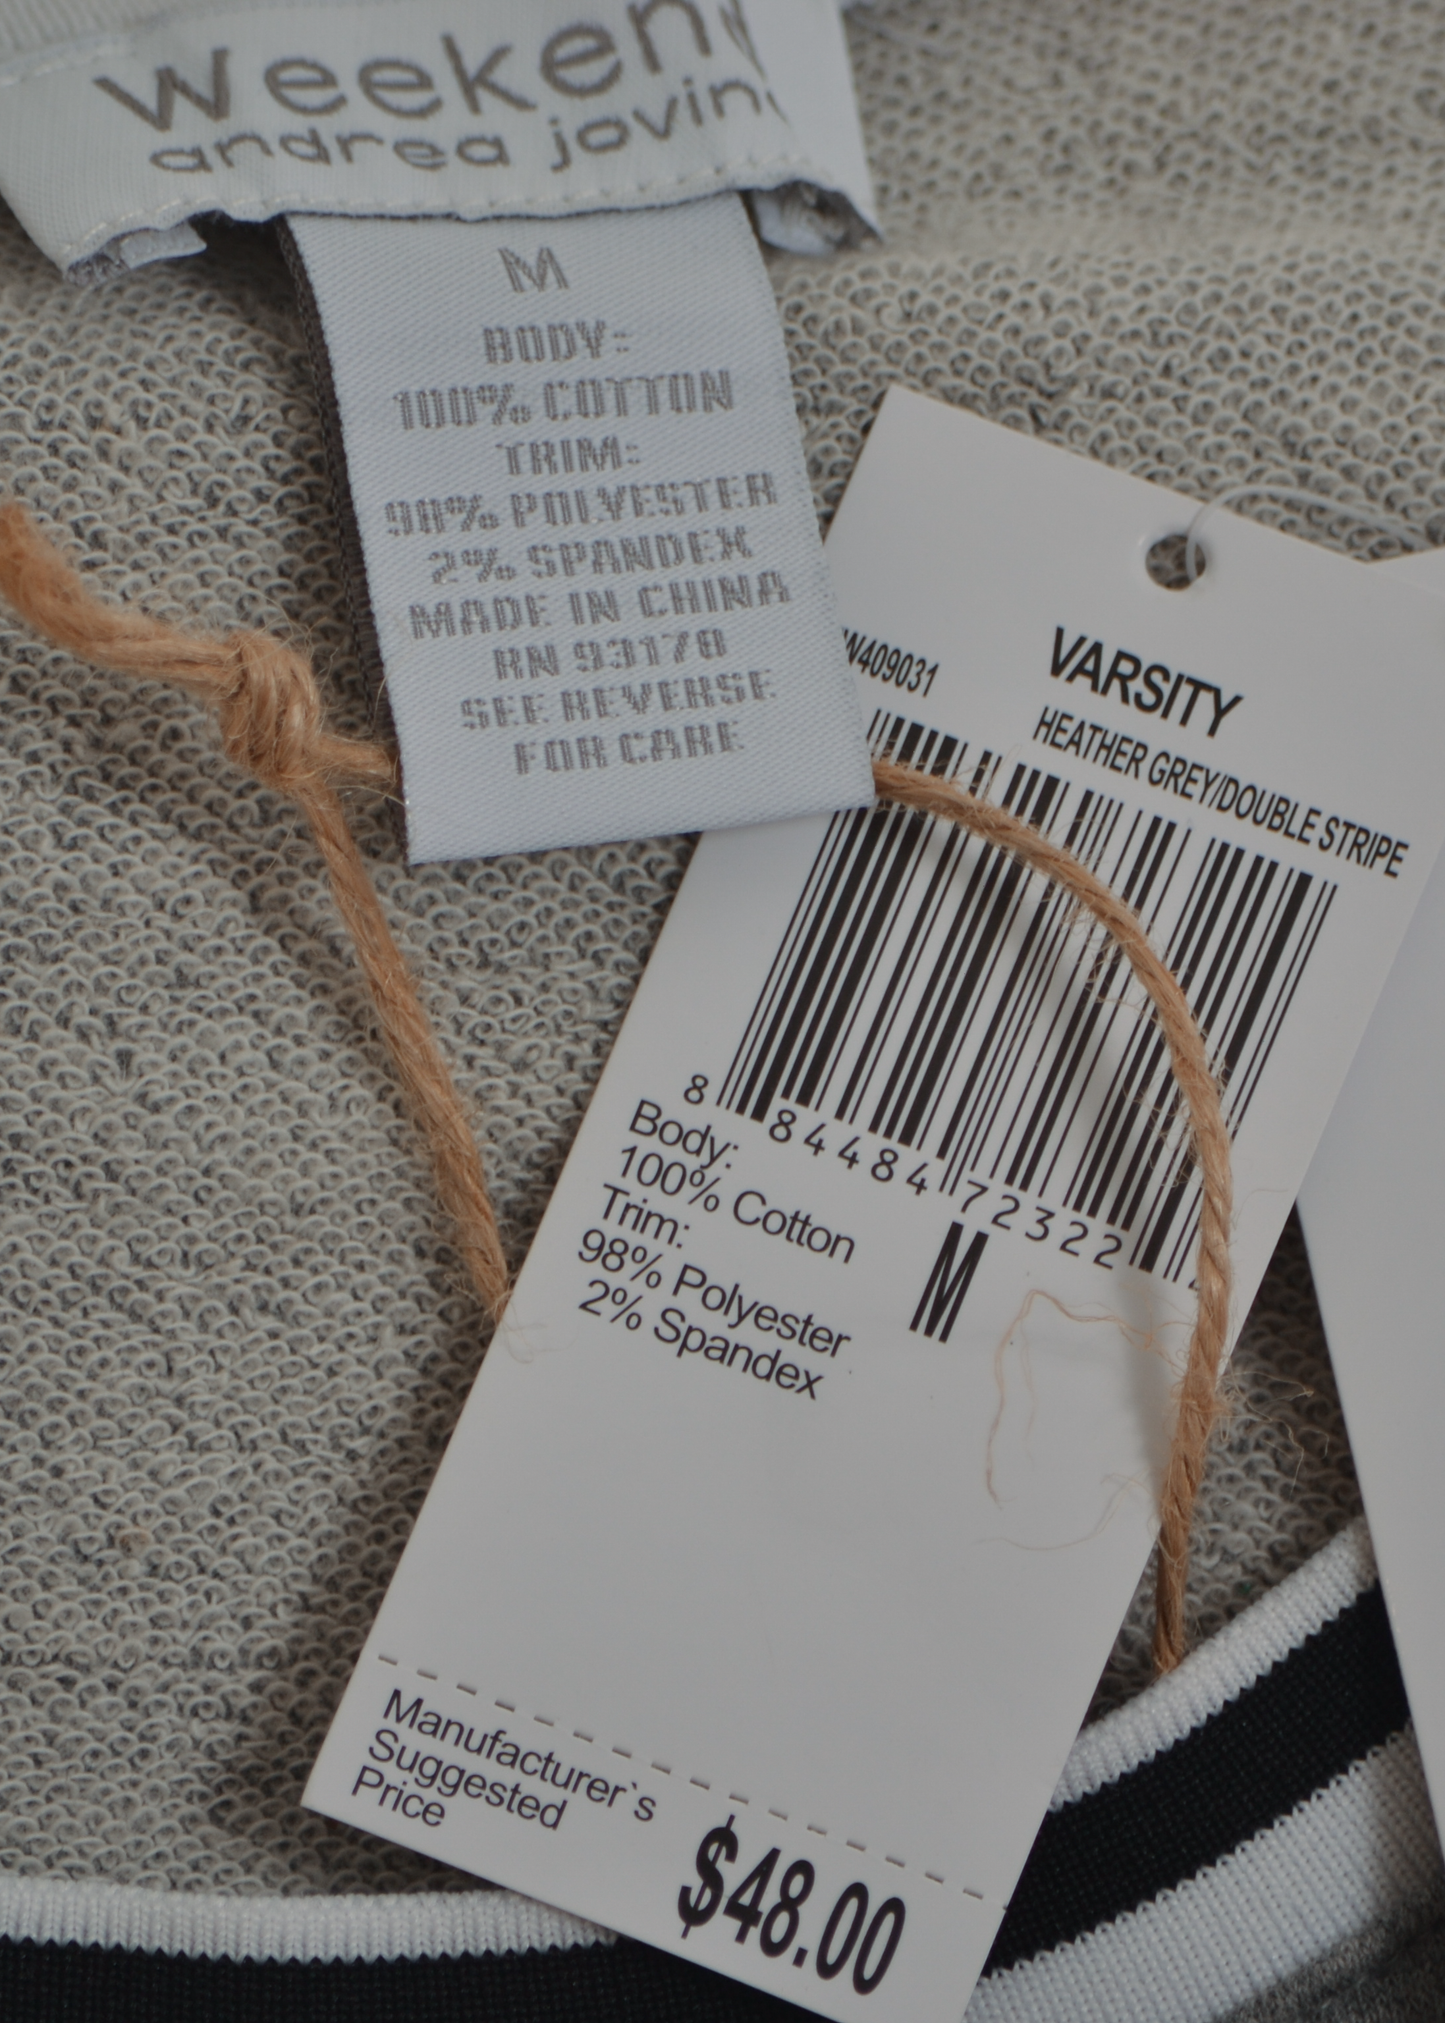 Weeken
andrea jovin
M
BODY:
100% COTTON
TRIM:
98% POLYESTER
2% SPANDEX
MADE IN CHINA
RN 93178
SEE REVERSE
FOR CARE
W409031
VARSITY
HEATHER GREY/DOUBLE STRIPE
8 84484 72322
Body:
100% Cotton
Trim:
98% Polyester
2% Spandex
M
Manufacturer`s
Suggested
Price
$48.00